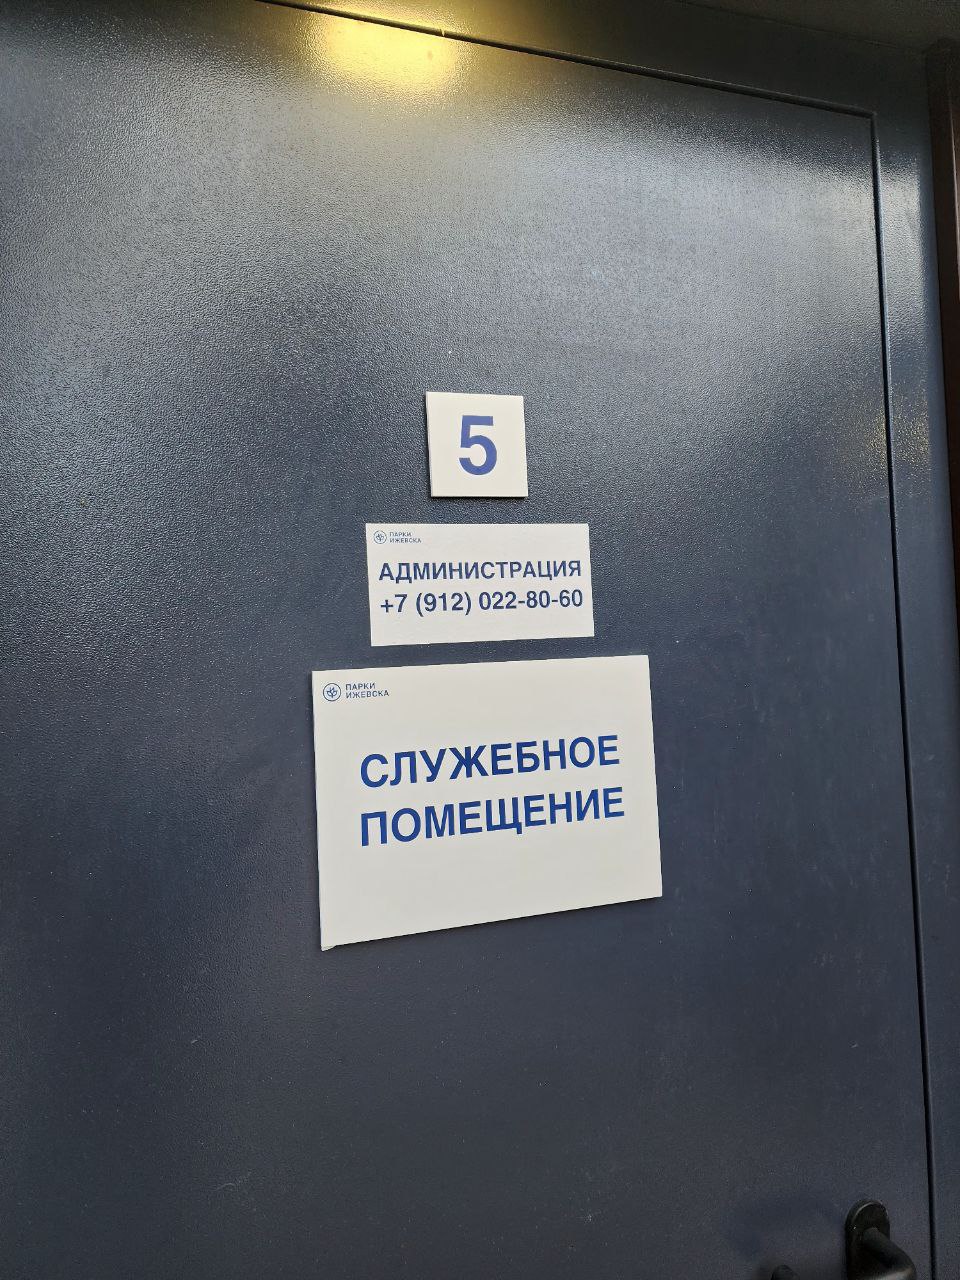 5
ПАРКИ
ИЖЕВСКА
АДМИНИСТРАЦИЯ
+7 (912) 022-80-60
ПАРКИ
ИЖЕВСКА
СЛУЖЕБНОЕ
ПОМЕЩЕНИЕ